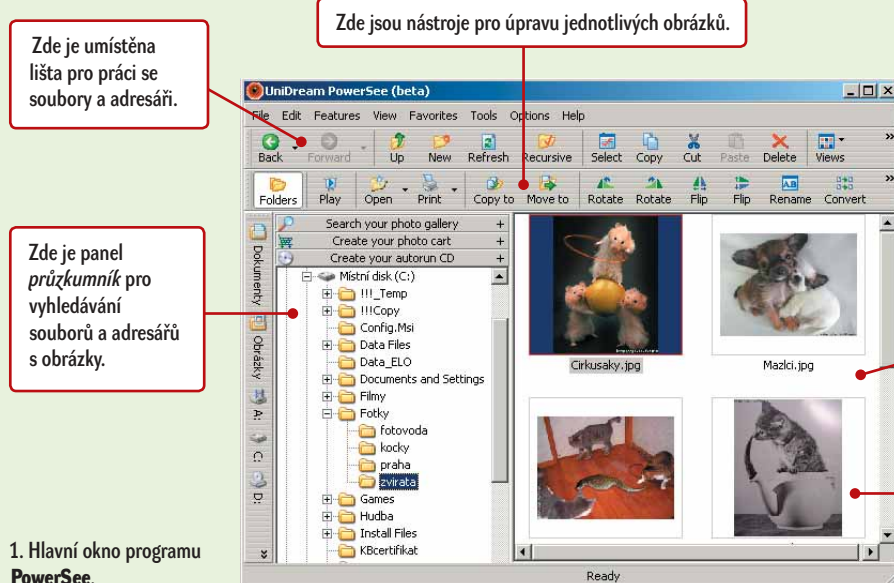 Zde jsou nástroje pro úpravu jednotlivých obrázků.
Zde je umístěna
lišta pro práci se
soubory a adresáři.
Zde je panel
průzkumník pro
vyhledávání
souborů a adresářů
s obrázky.
1. Hlavní okno programu
PowerSee.
UniDream PowerSee (beta)
File Edit Features View Favorites Tools Options Help
Back Forward Up New Refresh Recursive Select Copy Cut Paste Delete Views
Folders Play Open Print Copy to Move to Rotate Rotate Flip Flip Rename Convert
Dokumenty
Obrázky
A:
C:
D:
Search your photo gallery +
Create your photo cart +
Create your autorun CD +
Místní disk (C:)
!!!_Temp
!!!Copy
Config.Msi
Data Files
Data_ELO
Documents and Settings
Filmy
Fotky
fotovoda
kocky
praha
zvirata
Games
Hudba
Install Files
KBcertifikat
Cirkusaky.jpg
Mazlci.jpg
Ready